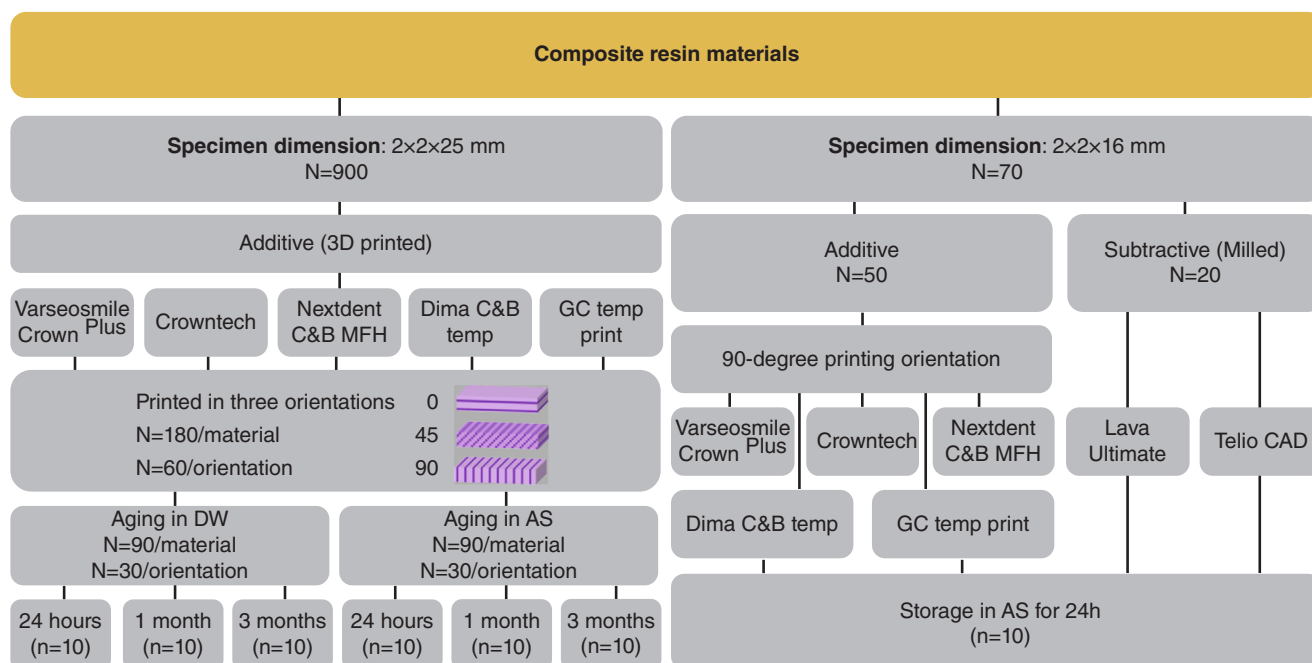 Composite resin materials
Specimen dimension: 2×2×25 mm
N=900
Additive (3D printed)
Varseosmile
Crown Plus
Crowntech
Nextdent
C&B MFH
Dima C&B
temp
GC temp
print
Printed in three orientations 0
N=180/material 45
N=60/orientation 90
Aging in DW
N=90/material
N=30/orientation
Aging in AS
N=90/material
N=30/orientation
24 hours
(n=10)
1 month
(n=10)
3 months
(n=10)
24 hours
(n=10)
1 month
(n=10)
3 months
(n=10)
Specimen dimension: 2×2×16 mm
N=70
Additive
N=50
Subtractive (Milled)
N=20
90-degree printing orientation
Varseosmile
Crown Plus
Crowntech
Nextdent
C&B MFH
Lava
Ultimate
Telio CAD
Dima C&B temp
GC temp print
Storage in AS for 24h
(n=10)